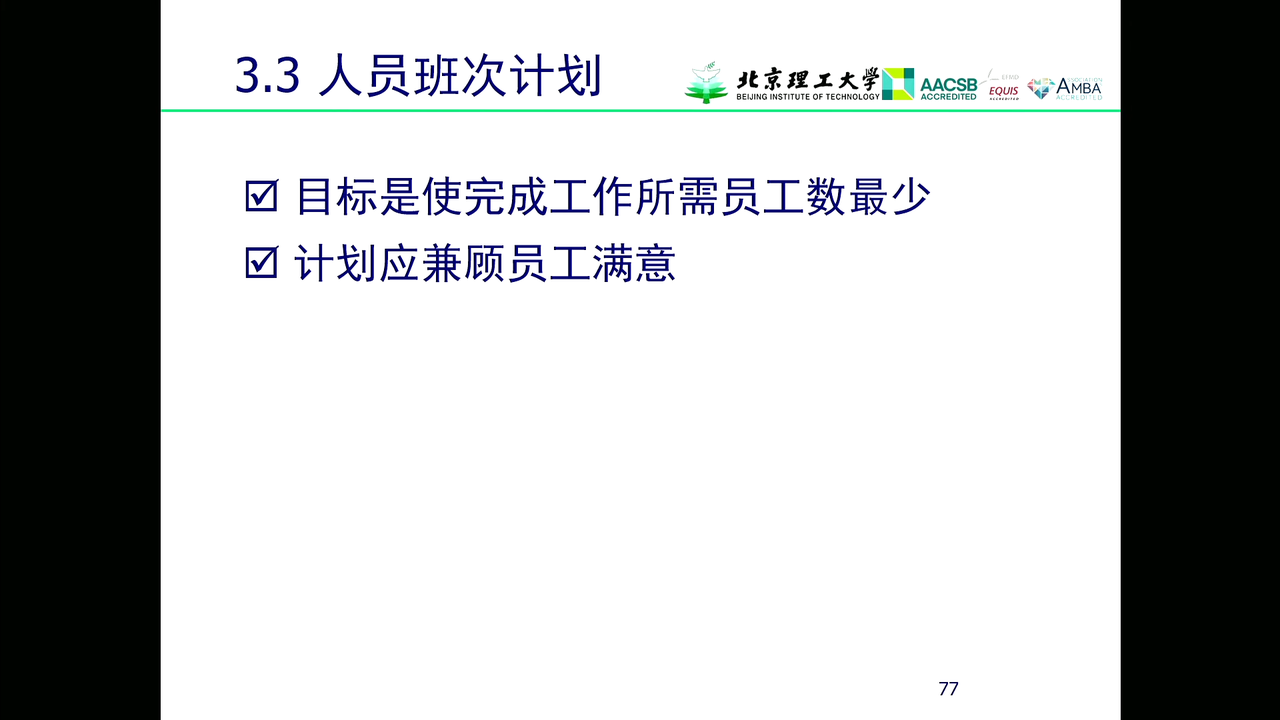 3.3 人员班次计划
北京理工大学
BEIJING INSTITUTE OF TECHNOLOGY
AACSB
ACCREDITED
EFMD
EQUIS
ACCREDITED
ASSOCIATION
AMBA
ACCREDITED
目标是使完成工作所需员工数最少
计划应兼顾员工满意
77